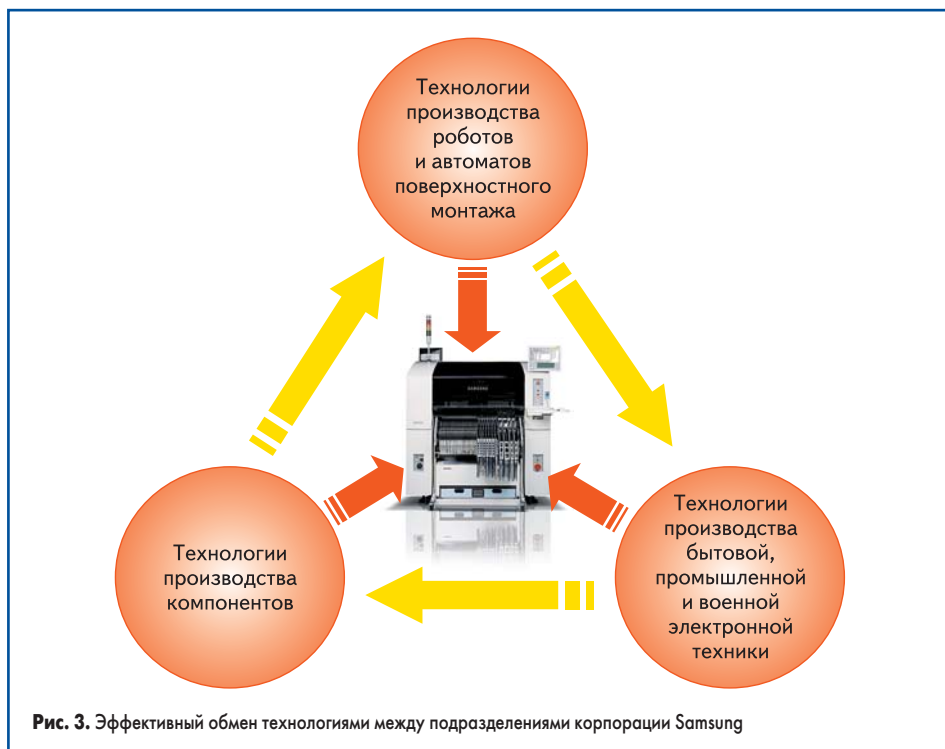 Технологии
производства
роботов
и автоматов
поверхностного
монтажа
SAMSUNG
Технологии
производства
компонентов
Технологии
производства
бытовой,
промышленной
и военной
электронной
техники
Рис. 3. Эффективный обмен технологиями между подразделениями корпорации Samsung